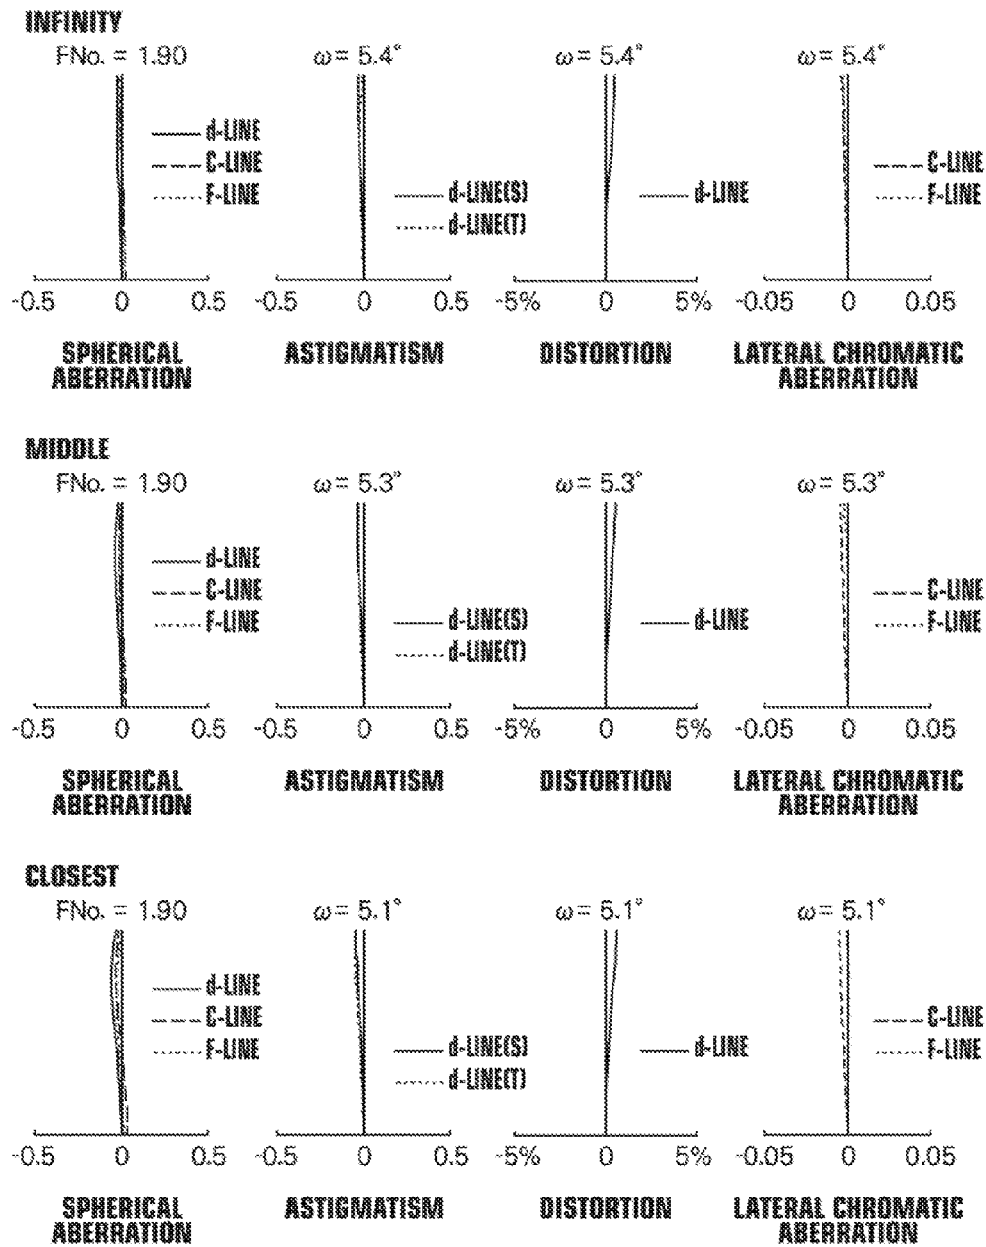 INFINITY
FNo. = 1.90 ω= 5.4° ω= 5.4° ω= 5.4°
d-LINE
C-LINE C-LINE
F-LINE d-LINE(S) d-LINE F-LINE
d-LINE(T)
-0.5 0 0.5 -0.5 0 0.5 -5% 0 5% -0.05 0 0.05
SPHERICAL ASTIGMATISM DISTORTION LATERAL CHROMATIC
ABERRATION ABERRATION
MIDDLE
FNo. = 1.90 ω= 5.3° ω= 5.3° ω= 5.3°
d-LINE
C-LINE C-LINE
F-LINE d-LINE(S) d-LINE F-LINE
d-LINE(T)
-0.5 0 0.5 -0.5 0 0.5 -5% 0 5% -0.05 0 0.05
SPHERICAL ASTIGMATISM DISTORTION LATERAL CHROMATIC
ABERRATION ABERRATION
CLOSEST
FNo. = 1.90 ω= 5.1° ω= 5.1° ω= 5.1°
d-LINE
C-LINE C-LINE
F-LINE d-LINE(S) d-LINE F-LINE
d-LINE(T)
-0.5 0 0.5 -0.5 0 0.5 -5% 0 5% -0.05 0 0.05
SPHERICAL ASTIGMATISM DISTORTION LATERAL CHROMATIC
ABERRATION ABERRATION